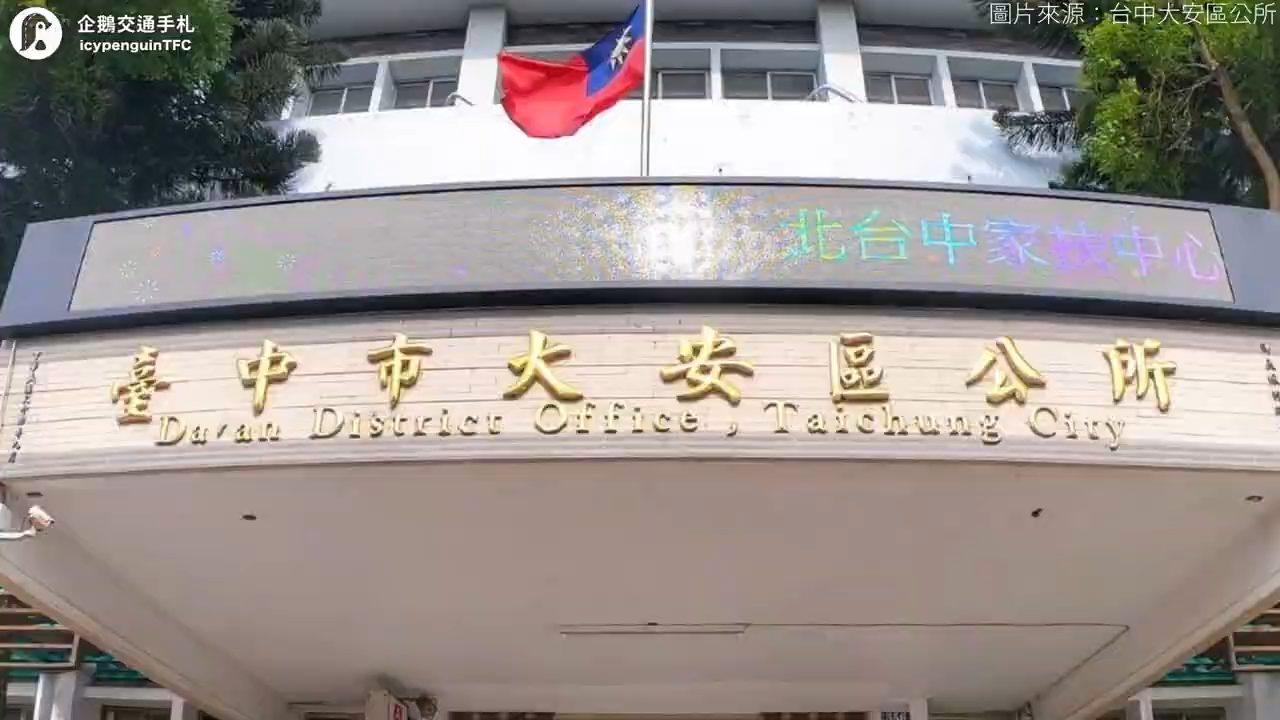 企鵝交通手札
icypenguinTFC
圖片來源：台中大安區公所
北台中家扶中心
臺中市大安區公所
Da'an District Office , Taichung City